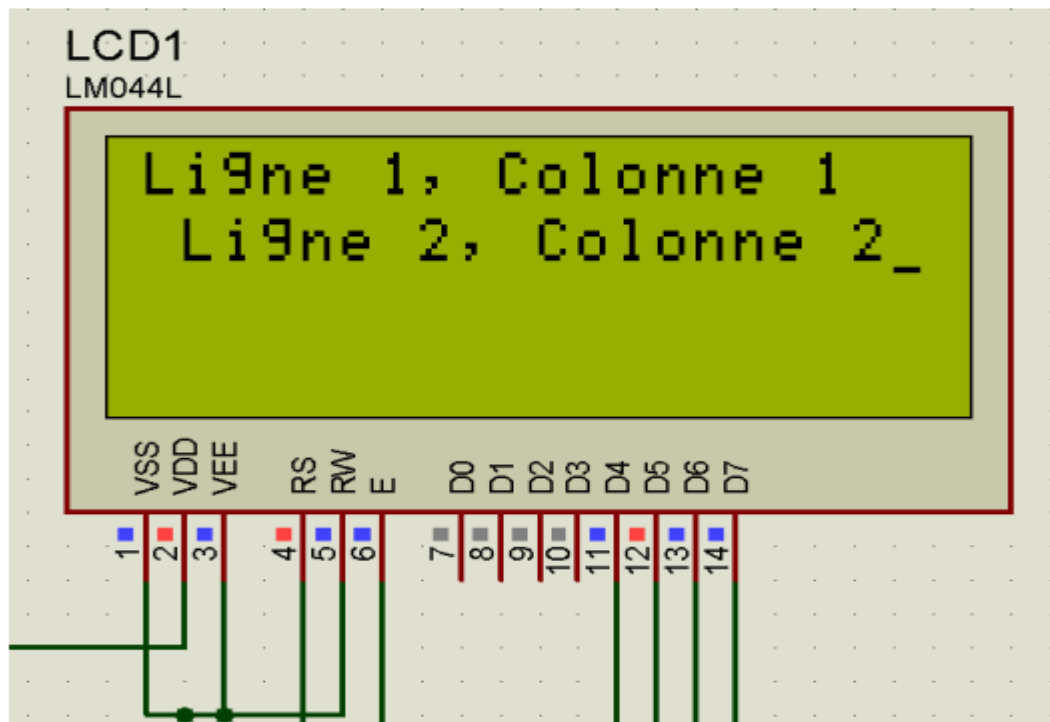 LCD1
LM044L
Ligne 1, Colonne 1
Ligne 2, Colonne 2_
VSS VDD VEE RS RW E D0 D1 D2 D3 D4 D5 D6 D7
1 2 3 4 5 6 7 8 9 10 11 12 13 14